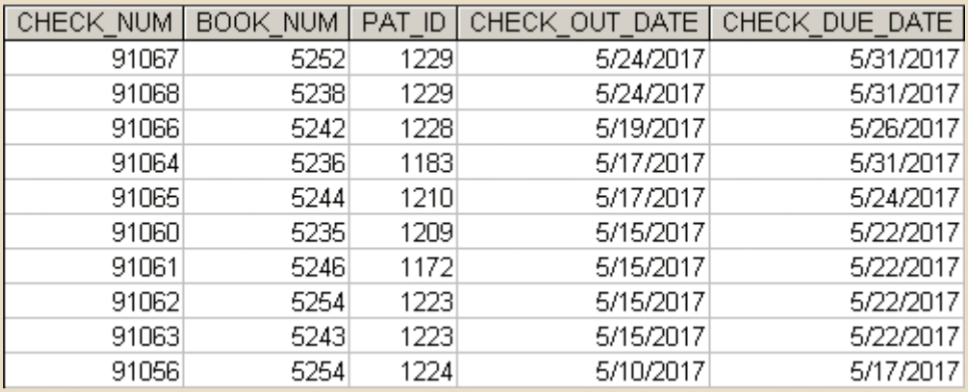 CHECK_NUM BOOK_NUM PAT_ID CHECK_OUT_DATE CHECK_DUE_DATE
91067 5252 1229 5/24/2017 5/31/2017
91068 5238 1229 5/24/2017 5/31/2017
91066 5242 1228 5/19/2017 5/26/2017
91064 5236 1183 5/17/2017 5/31/2017
91065 5244 1210 5/17/2017 5/24/2017
91060 5235 1209 5/15/2017 5/22/2017
91061 5246 1172 5/15/2017 5/22/2017
91062 5254 1223 5/15/2017 5/22/2017
91063 5243 1223 5/15/2017 5/22/2017
91056 5254 1224 5/10/2017 5/17/2017